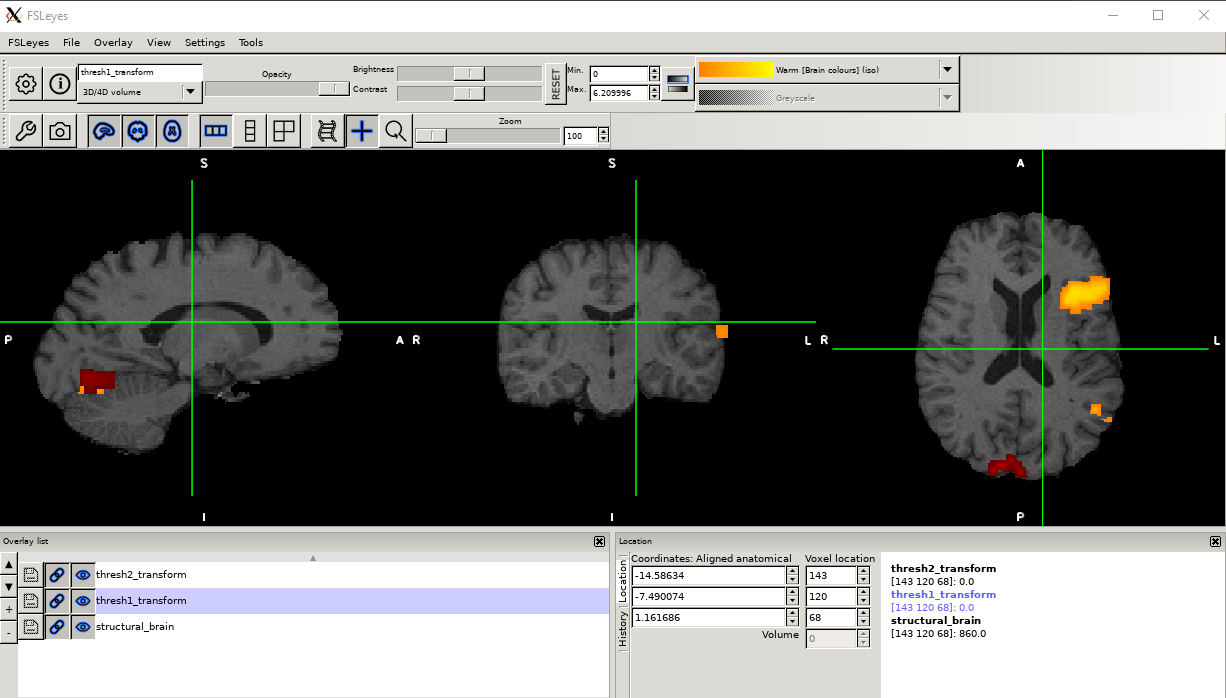 FSLeyes
FSLeyes File Overlay View Settings Tools
thresh1_transform
3D/4D volume
Opacity
Brightness
Contrast
RESET
Min. 0
Max. 6.209996
Warm [Brain colours] (iso)
Greyscale
Zoom
100
S S A
P A R L R L
I I P
Overlay list
thresh2_transform
thresh1_transform
structural_brain
+
-
Location
Location
History
Coordinates: Aligned anatomical Voxel location
-14.58634 143
-7.490074 120
1.161686 68
Volume 0
thresh2_transform
[143 120 68]: 0.0
thresh1_transform
[143 120 68]: 0.0
structural_brain
[143 120 68]: 860.0